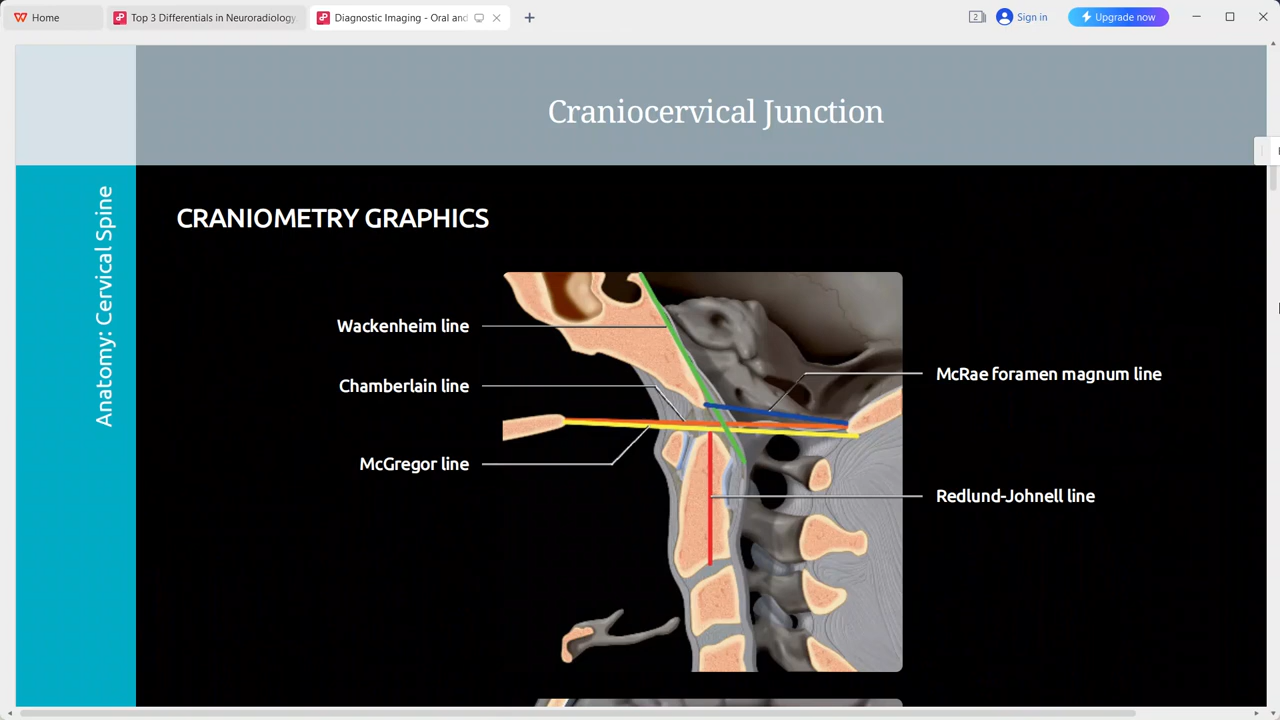 Home
Top 3 Differentials in Neuroradiology.
Diagnostic Imaging - Oral and
2
Sign in
Upgrade now
Craniocervical Junction
Anatomy: Cervical Spine
CRANIOMETRY GRAPHICS
Wackenheim line
Chamberlain line
McRae foramen magnum line
McGregor line
Redlund-Johnell line